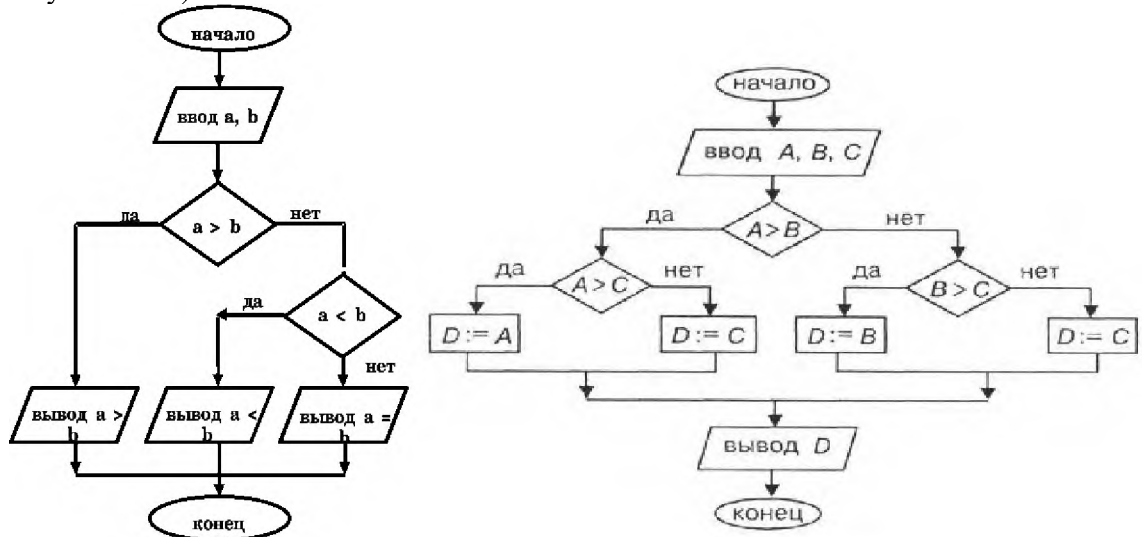 начало
ввод a, b
a > b
да
нет
a < b
да
нет
вывод a >
b
вывод a <
b
вывод a =
b
конец
начало
ввод A, B, C
A>B
да
нет
A>C
да
нет
B>C
да
нет
D:= A
D:= C
D:= B
D:= C
вывод D
конец